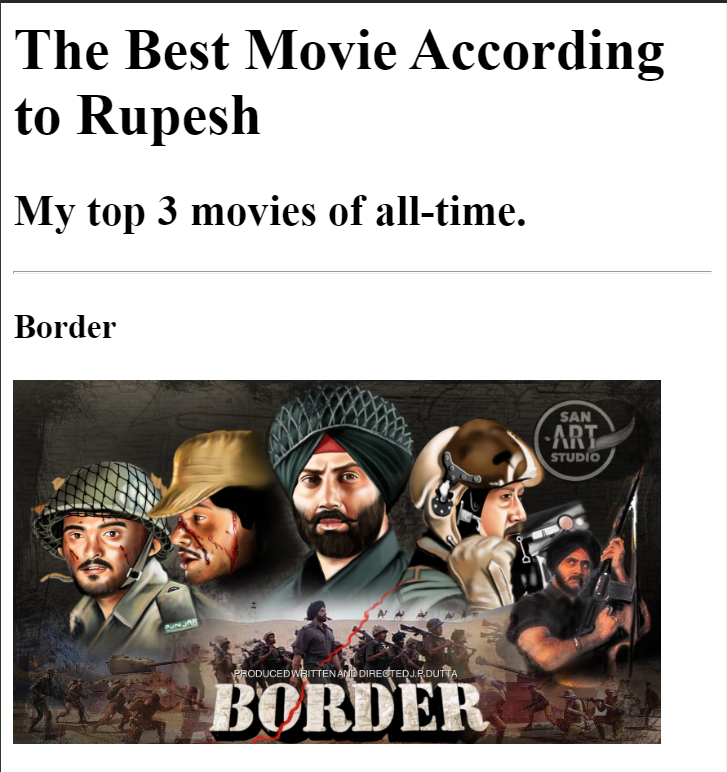 The Best Movie According
to Rupesh
My top 3 movies of all-time.
Border
SAN
ART
STUDIO
PUNJAB
PRODUCED WRITTEN AND DIRECTED J.P.DUTTA
BORDER